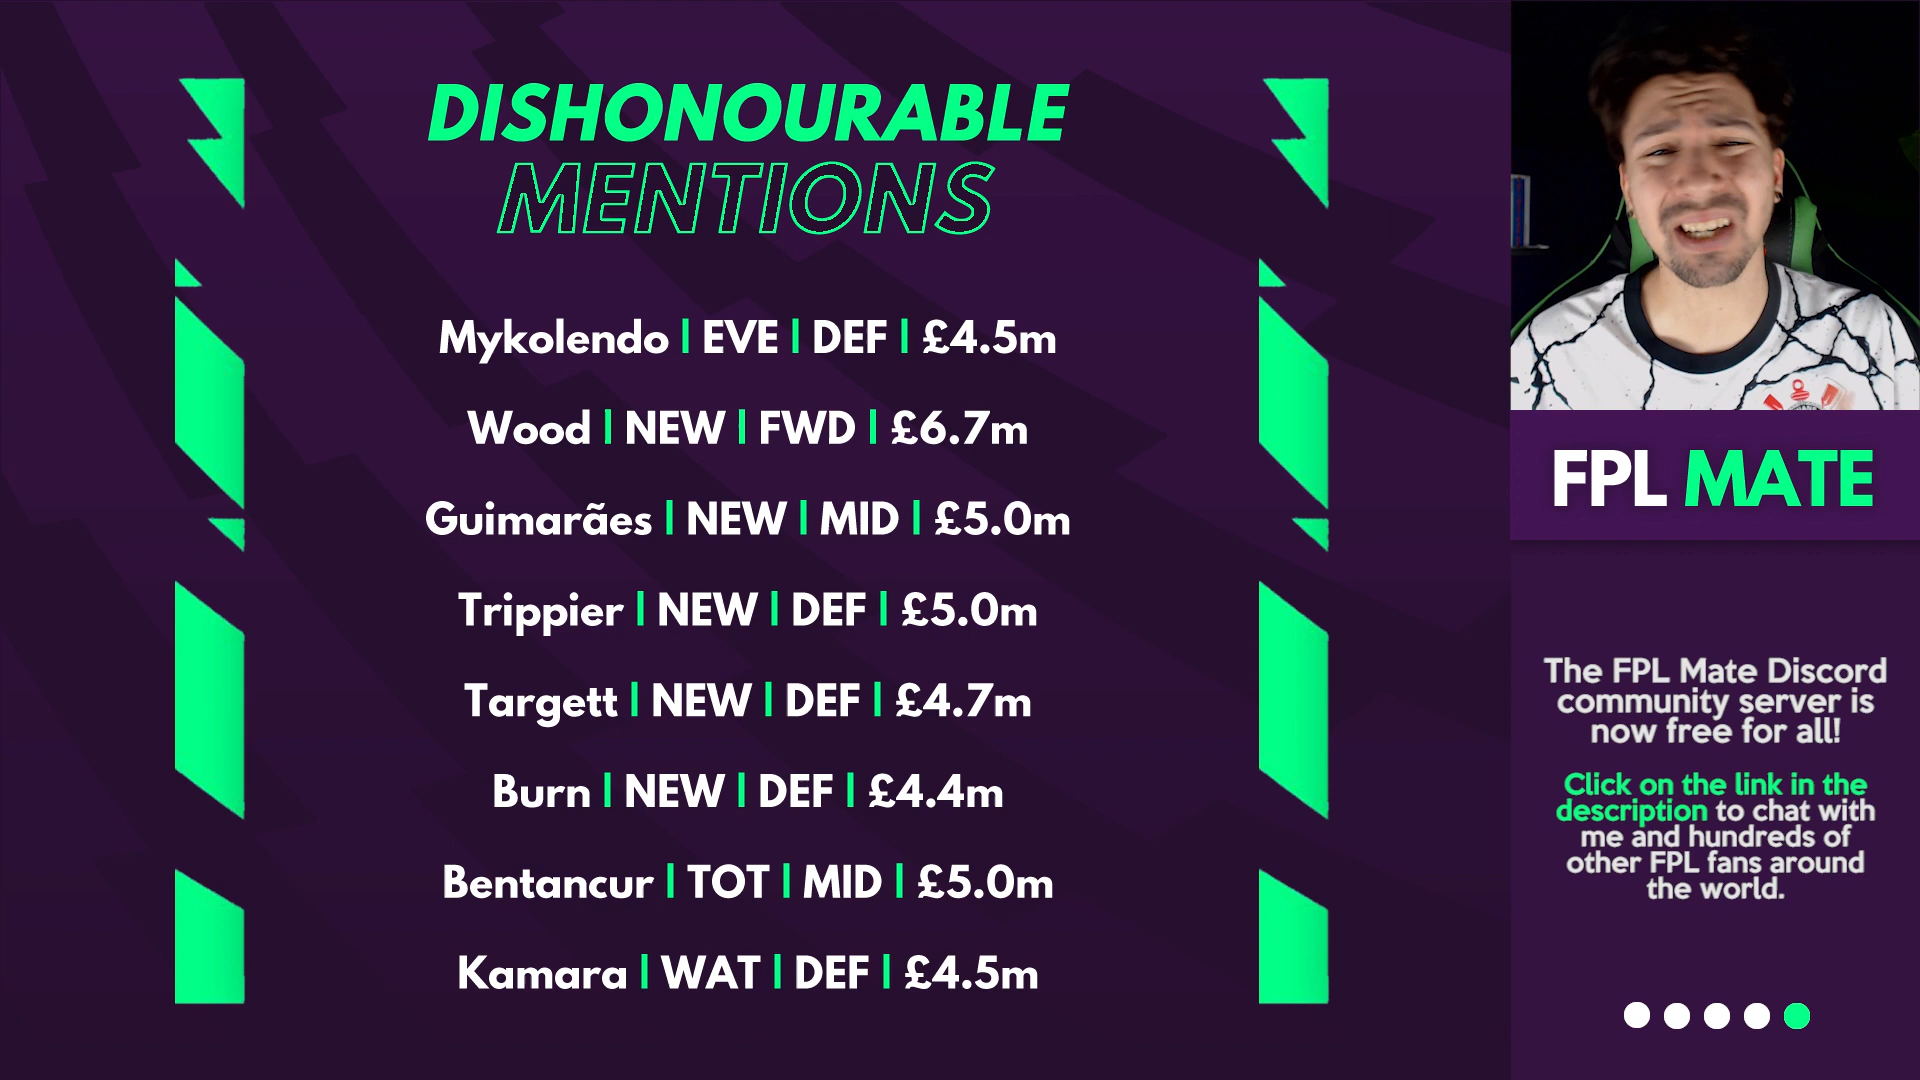 DISHONOURABLE
MENTIONS
Mykolendo | EVE | DEF | £4.5m
Wood | NEW | FWD | £6.7m
Guimarães | NEW | MID | £5.0m
Trippier | NEW | DEF | £5.0m
Targett | NEW | DEF | £4.7m
Burn | NEW | DEF | £4.4m
Bentancur | TOT | MID | £5.0m
Kamara | WAT | DEF | £4.5m
FPL MATE
The FPL Mate Discord
community server is
now free for all!
Click on the link in the
description to chat with
me and hundreds of
other FPL fans around
the world.